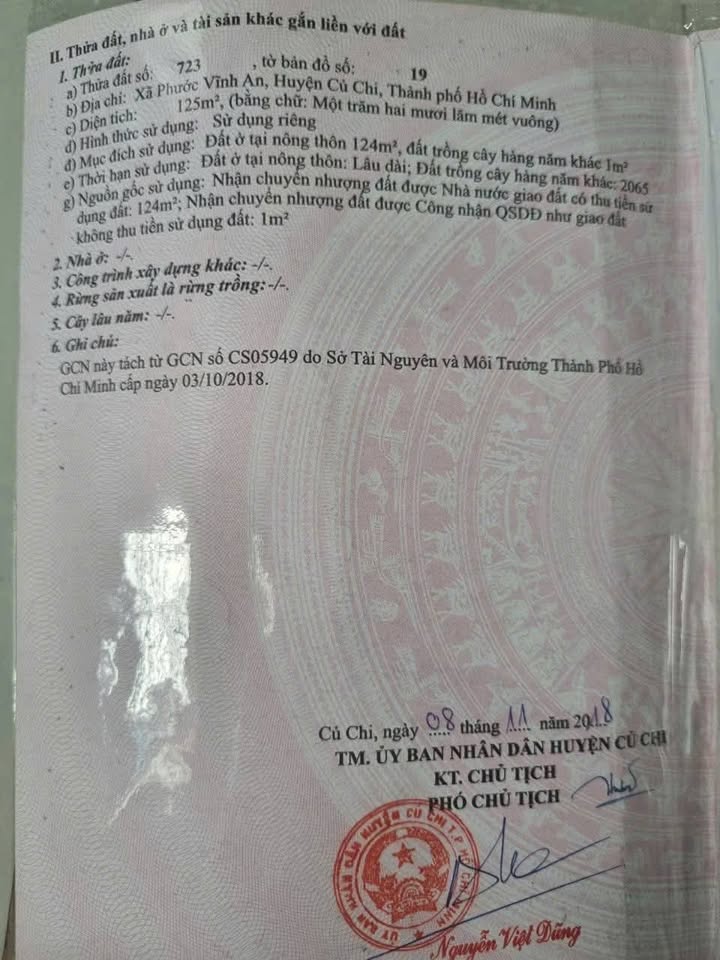 II. Thửa đất, nhà ở và tài sản khác gắn liền với đất
1. Thửa đất:
a) Thửa đất số: 723 , tờ bản đồ số: 19
b) Địa chỉ: Xã Phước Vĩnh An, Huyện Củ Chi, Thành phố Hồ Chí Minh
c) Diện tích: 125m², (bằng chữ: Một trăm hai mươi lăm mét vuông)
d) Hình thức sử dụng: Sử dụng riêng
đ) Mục đích sử dụng: Đất ở tại nông thôn 124m², đất trồng cây hàng năm khác 1m²
e) Thời hạn sử dụng: Đất ở tại nông thôn: Lâu dài; Đất trồng cây hàng năm khác: 2065
g) Nguồn gốc sử dụng: Nhận chuyển nhượng đất được Nhà nước giao đất có thu tiền sử
dụng đất: 124m²; Nhận chuyển nhượng đất được Công nhận QSDĐ như giao đất
không thu tiền sử dụng đất: 1m²
2. Nhà ở: -/-.
3. Công trình xây dựng khác: -/-.
4. Rừng sản xuất là rừng trồng: -/-.
5. Cây lâu năm: -/-.
6. Ghi chú:
GCN này tách từ GCN số CS05949 do Sở Tài Nguyên và Môi Trường Thành Phố Hồ
Chí Minh cấp ngày 03/10/2018.
Củ Chi, ngày 08 tháng 11 năm 2018
TM. ỦY BAN NHÂN DÂN HUYỆN CỦ CHI
KT. CHỦ TỊCH
PHÓ CHỦ TỊCH
ỦY BAN NHÂN DÂN HUYỆN CỦ CHI T.P HỒ CHÍ MINH
Nguyễn Việt Dũng